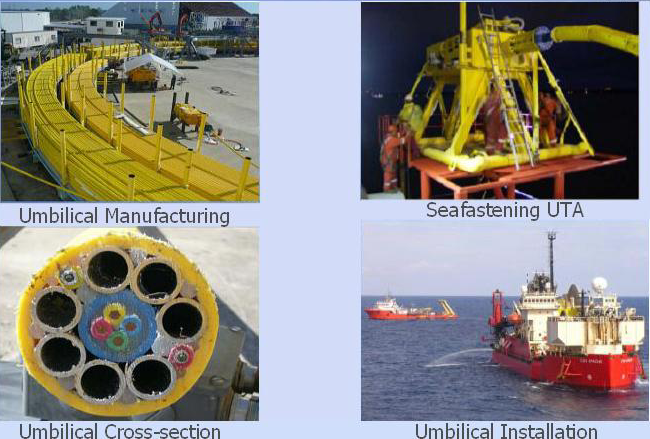 Umbilical Manufacturing
Seafastening UTA
Umbilical Cross-section
Umbilical Installation